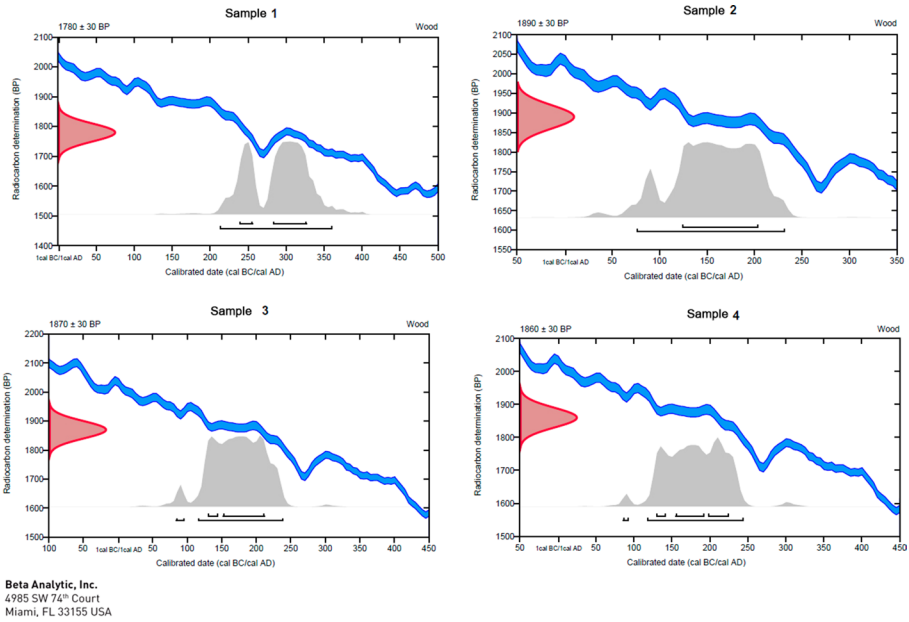 Sample 1
1780 ± 30 BP
Wood
Radiocarbon determination (BP)
2100
2000
1900
1800
1700
1600
1500
1400
1cal BC/1cal AD 50 100 150 200 250 300 350 400 450 500
Calibrated date (cal BC/cal AD)
Sample 2
1890 ± 30 BP
Wood
Radiocarbon determination (BP)
2100
2050
2000
1950
1900
1850
1800
1750
1700
1650
1600
1550
50 1cal BC/1cal AD 50 100 150 200 250 300 350
Calibrated date (cal BC/cal AD)
Sample 3
1870 ± 30 BP
Wood
Radiocarbon determination (BP)
2200
2100
2000
1900
1800
1700
1600
1500
100 50 1cal BC/1cal AD 50 100 150 200 250 300 350 400 450
Calibrated date (cal BC/cal AD)
Sample 4
1860 ± 30 BP
Wood
Radiocarbon determination (BP)
2100
2000
1900
1800
1700
1600
1500
50 1cal BC/1cal AD 50 100 150 200 250 300 350 400 450
Calibrated date (cal BC/cal AD)
Beta Analytic, Inc.
4985 SW 74th Court
Miami, FL 33155 USA